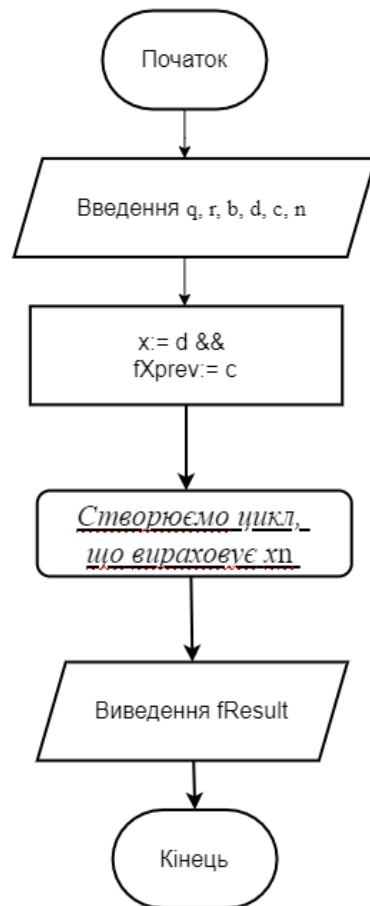 Початок
Введення q, r, b, d, c, n
x:= d &&
fXprev:= c
Створюємо цикл,
що вираховує xn
Виведення fResult
Кінець